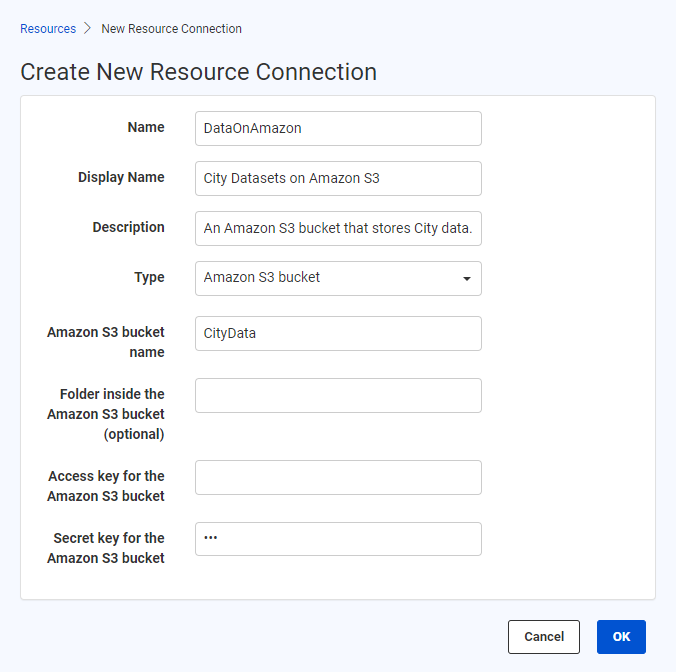 Resources > New Resource Connection
Create New Resource Connection
Name DataOnAmazon
Display Name City Datasets on Amazon S3
Description An Amazon S3 bucket that stores City data.
Type Amazon S3 bucket
Amazon S3 bucket
name
CityData
Folder inside the
Amazon S3 bucket
(optional)
Access key for the
Amazon S3 bucket
Secret key for the
Amazon S3 bucket
•••
Cancel OK